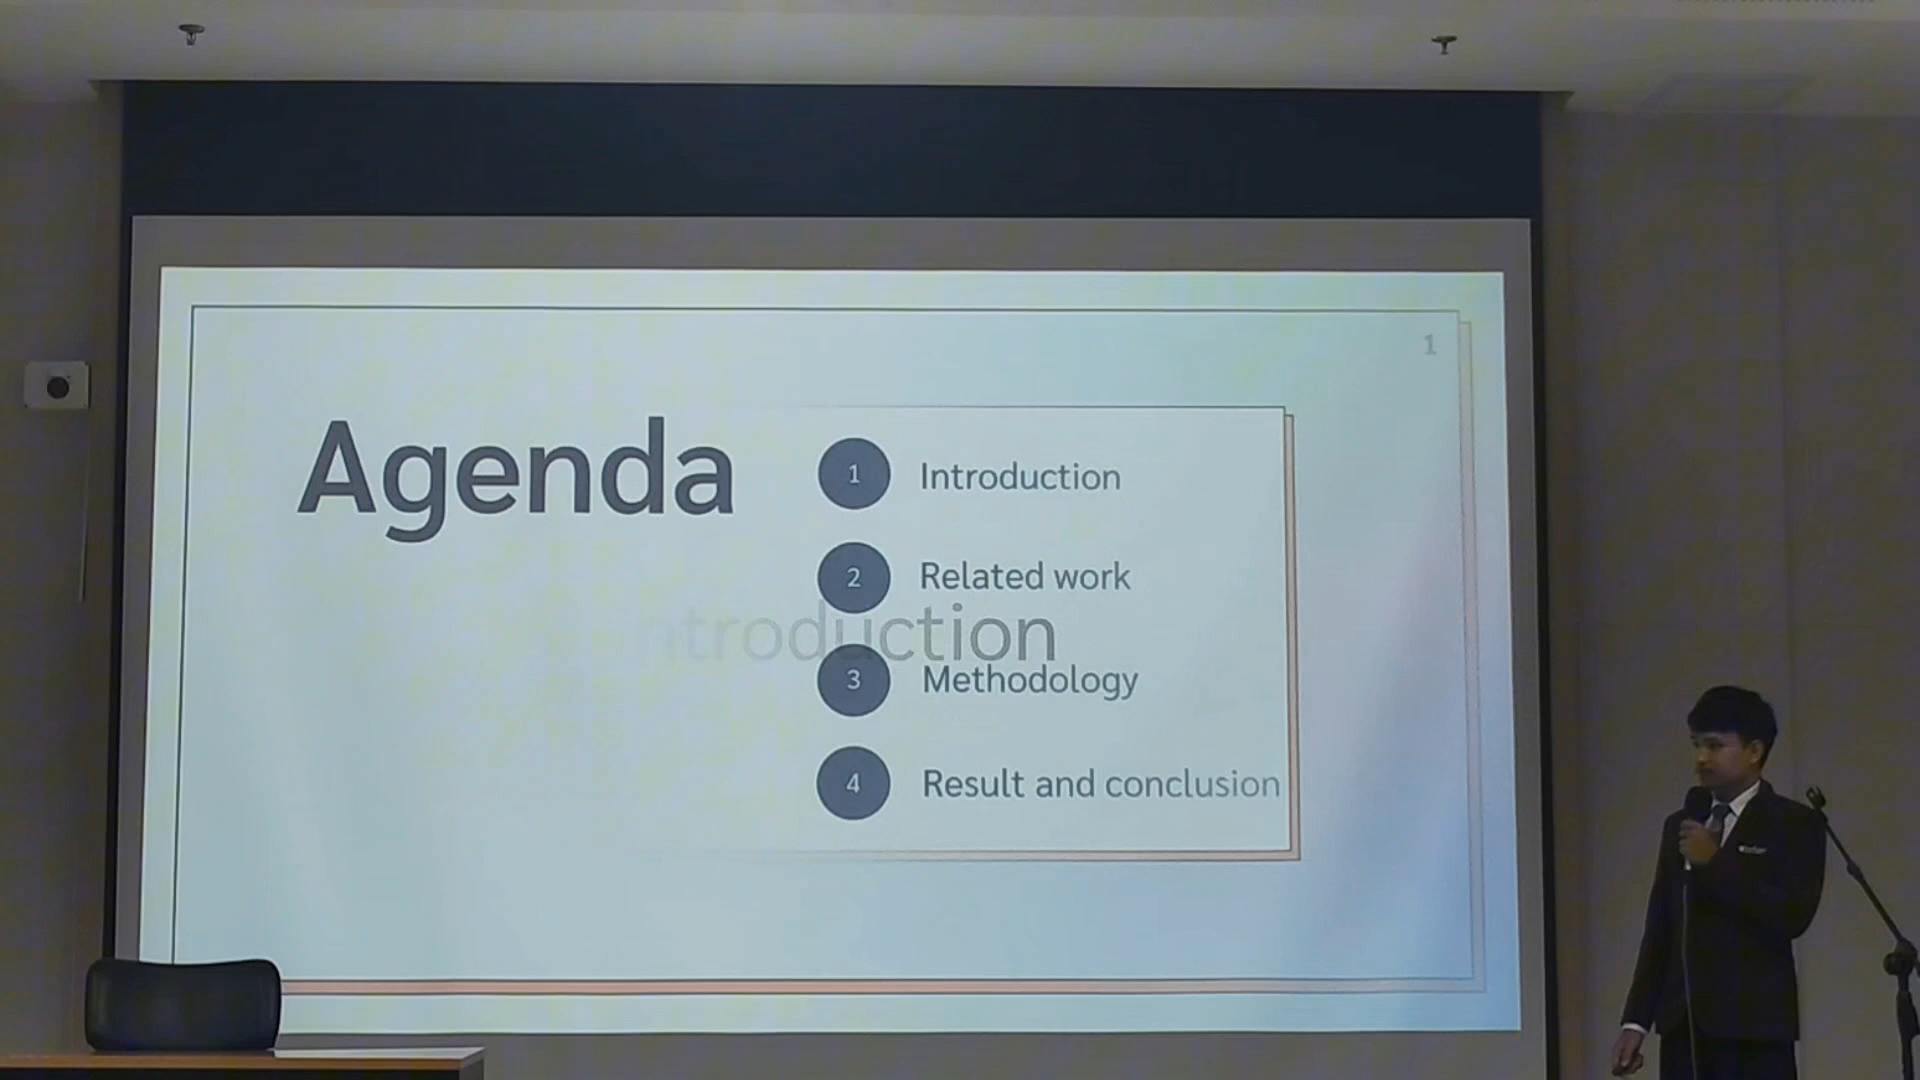 1
Agenda
1 Introduction
2 Related work
Introduction
3 Methodology
4 Result and conclusion